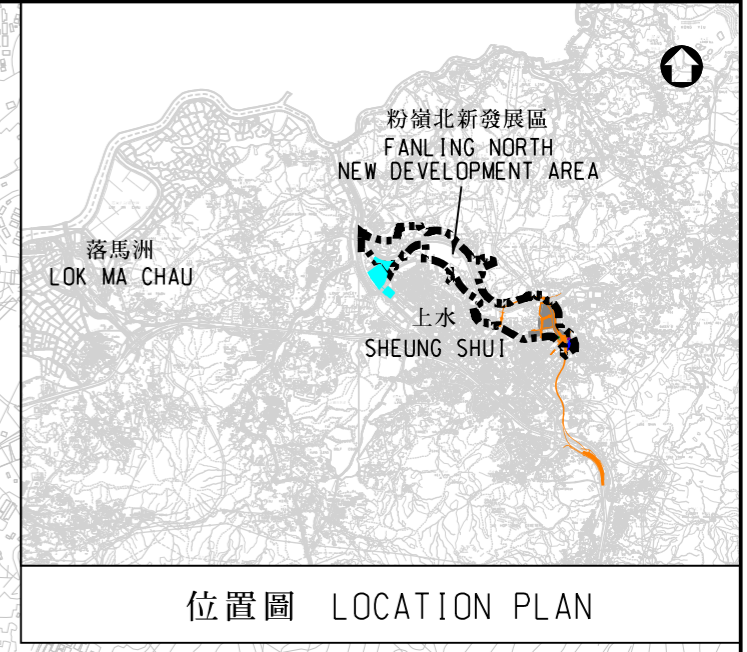 粉嶺北新發展區
FANLING NORTH
NEW DEVELOPMENT AREA
落馬洲
LOK MA CHAU
上水
SHEUNG SHUI
位置圖 LOCATION PLAN